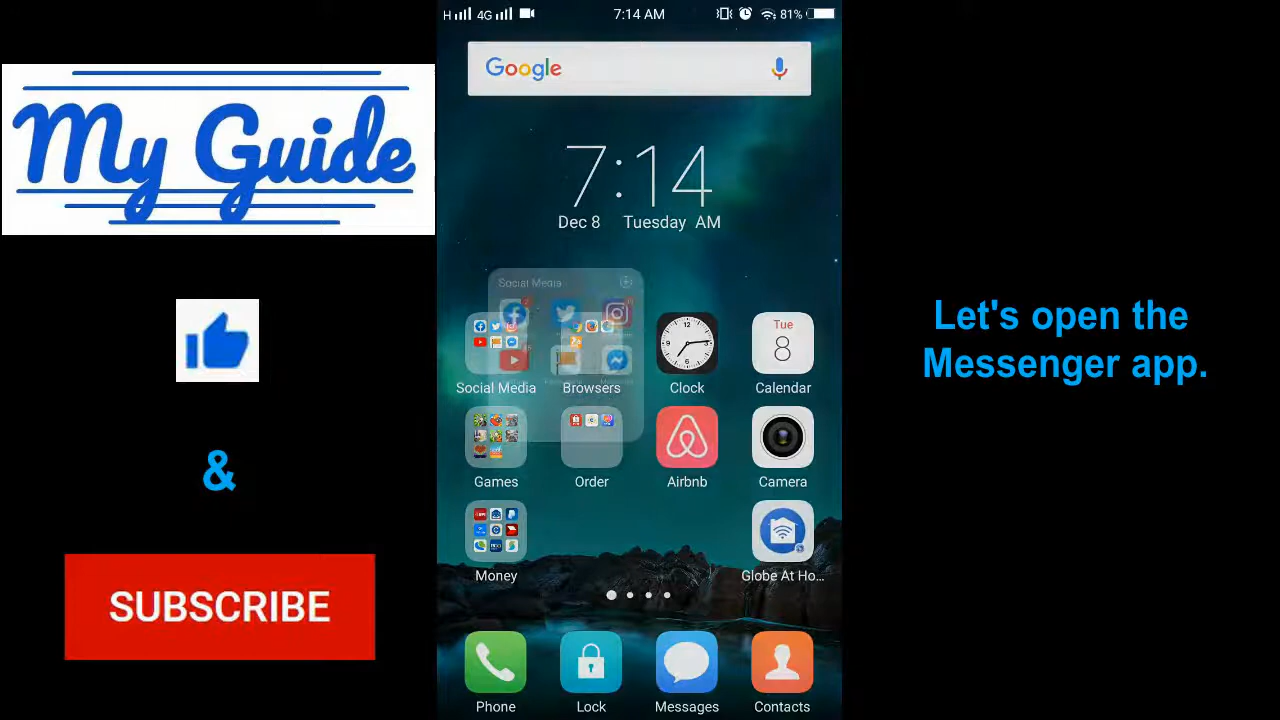 My Guide
&
SUBSCRIBE
H 4G 7:14 AM 81%
Google
7:14
Dec 8 Tuesday AM
Social Media
Tue
8
Social Media Browsers Clock Calendar
Games Order Airbnb Camera
Money Globe At Ho...
Phone Lock Messages Contacts
Let's open the
Messenger app.